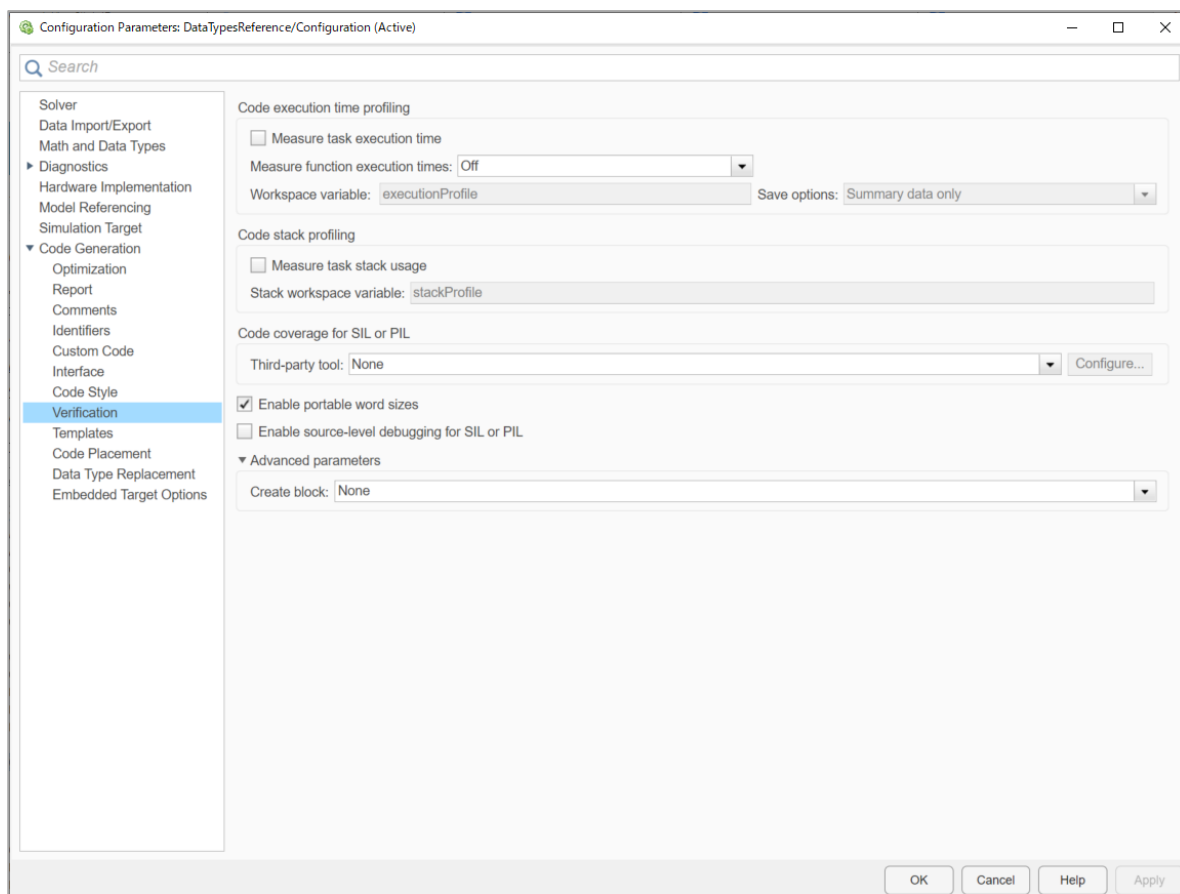 Configuration Parameters: DataTypesReference/Configuration (Active)
Search
Solver
Data Import/Export
Math and Data Types
Diagnostics
Hardware Implementation
Model Referencing
Simulation Target
Code Generation
Optimization
Report
Comments
Identifiers
Custom Code
Interface
Code Style
Verification
Templates
Code Placement
Data Type Replacement
Embedded Target Options
Code execution time profiling
Measure task execution time
Measure function execution times: Off
Workspace variable: executionProfile Save options: Summary data only
Code stack profiling
Measure task stack usage
Stack workspace variable: stackProfile
Code coverage for SIL or PIL
Third-party tool: None Configure...
Enable portable word sizes
Enable source-level debugging for SIL or PIL
Advanced parameters
Create block: None
OK Cancel Help Apply